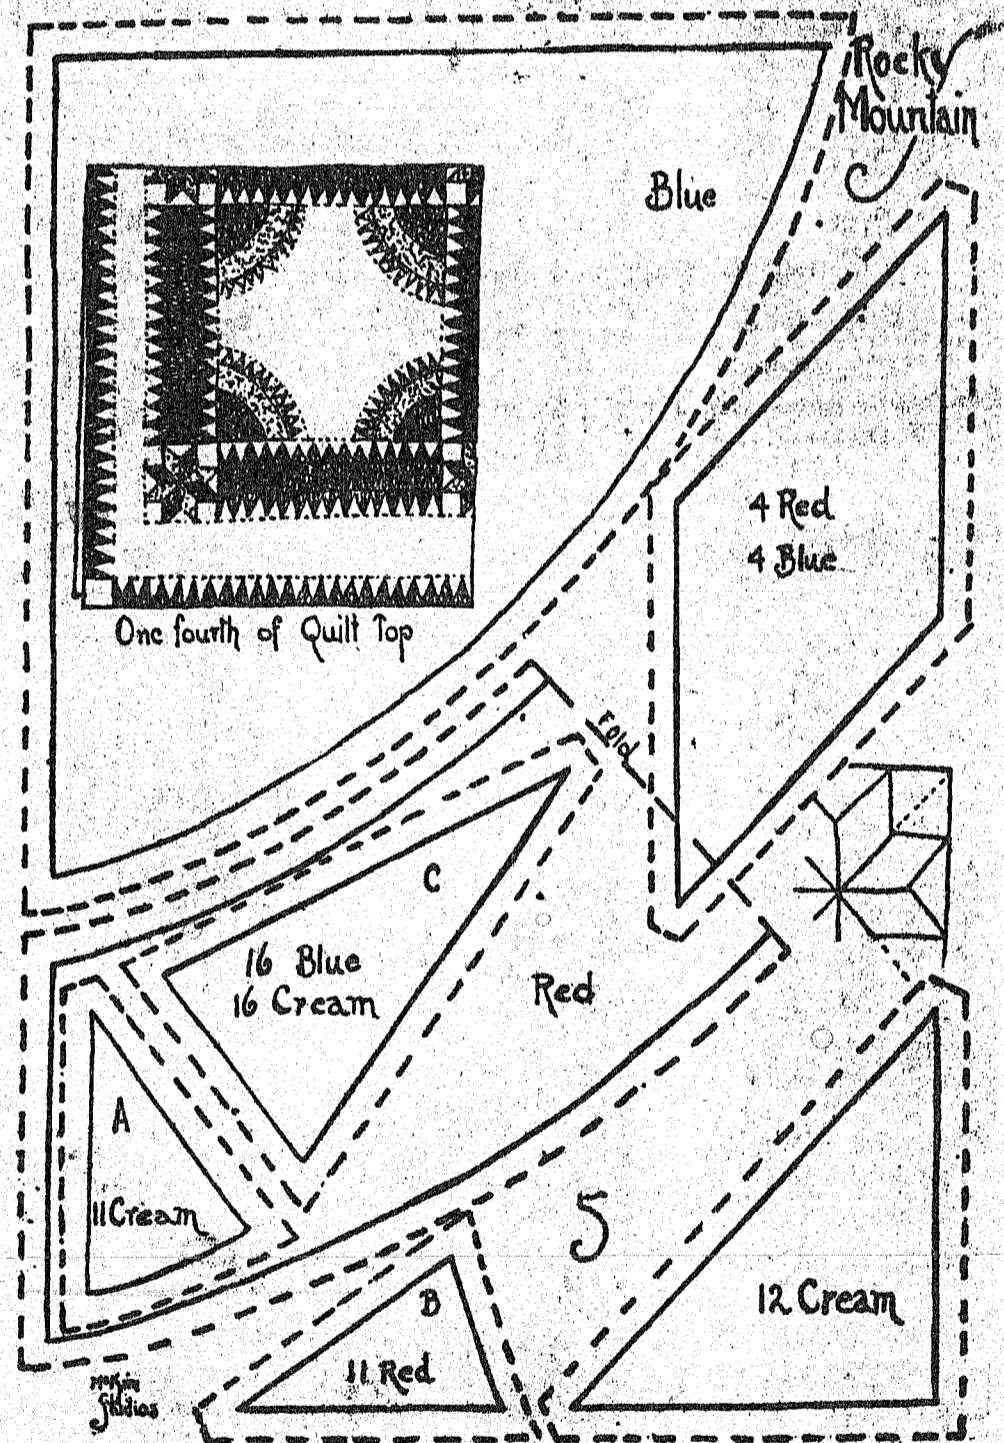 Rocky
Mountain
Blue
4 Red
4 Blue
One fourth of Quilt Top
Fold
C
16 Blue
16 Cream
Red
A
11 Cream
5
B
12 Cream
11 Red
McKim
Studios